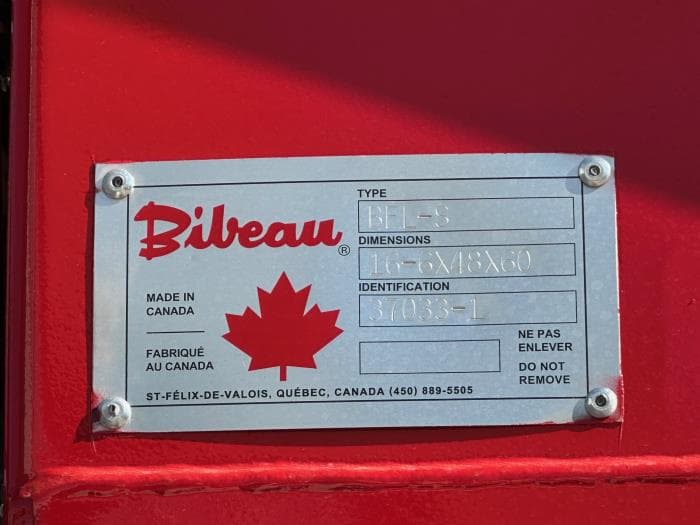 Bibeau®
MADE IN
CANADA
FABRIQUÉ
AU CANADA
TYPE
BFL-S
DIMENSIONS
16-6X48X60
IDENTIFICATION
37033-1
NE PAS
ENLEVER
DO NOT
REMOVE
ST-FÉLIX-DE-VALOIS, QUÉBEC, CANADA (450) 889-5505